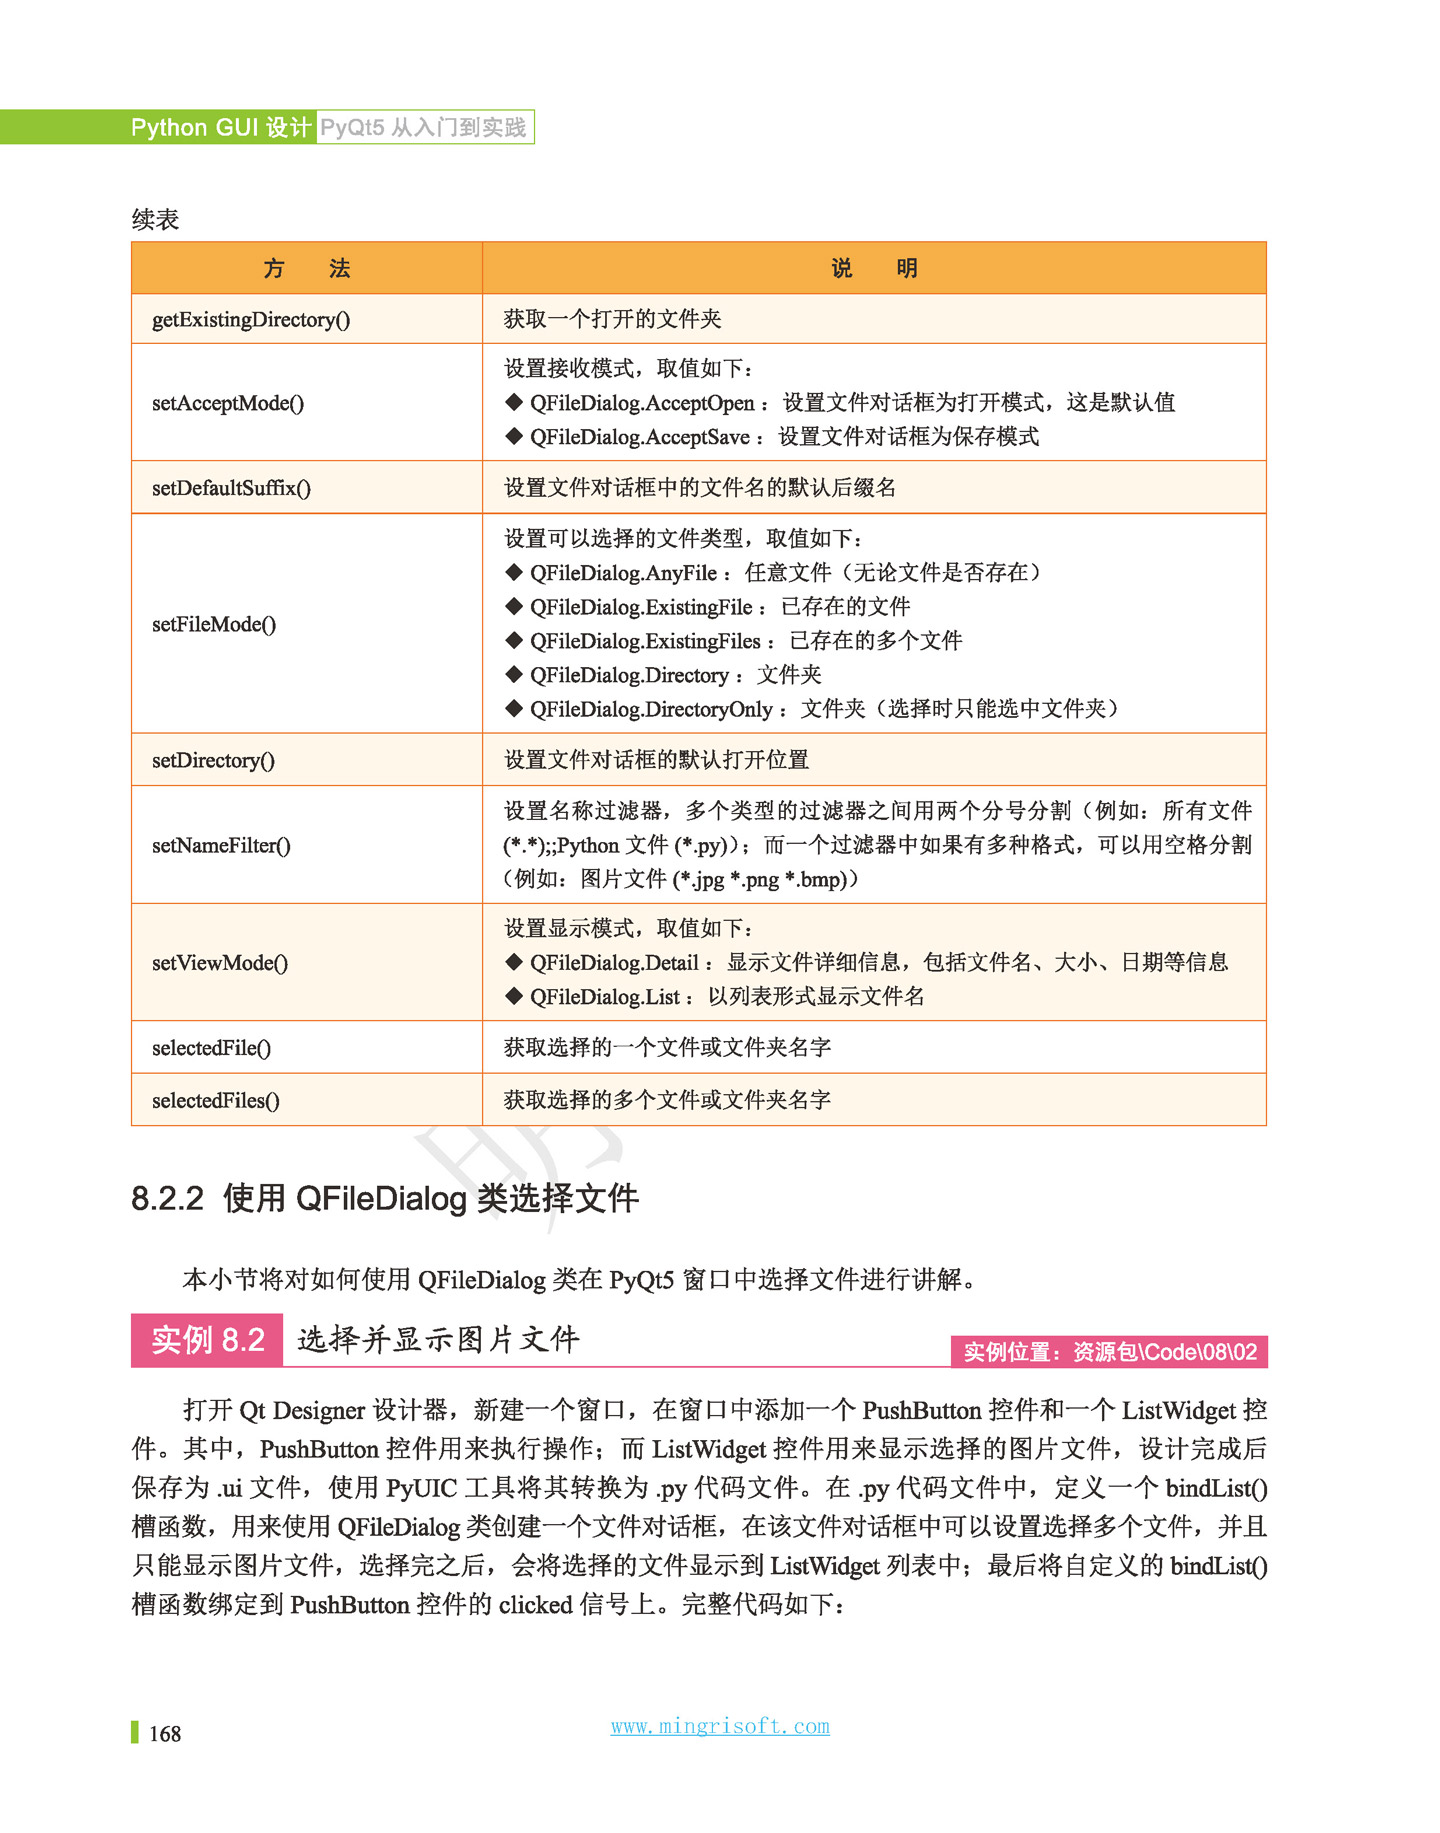 Python GUI 设计 PyQt5 从入门到实践
续表
方 法 说 明
getExistingDirectory() 获取一个打开的文件夹
setAcceptMode()
设置接收模式，取值如下：
◆ QFileDialog.AcceptOpen：设置文件对话框为打开模式，这是默认值
◆ QFileDialog.AcceptSave：设置文件对话框为保存模式
setDefaultSuffix() 设置文件对话框中的文件名的默认后缀名
setFileMode()
设置可以选择的文件类型，取值如下：
◆ QFileDialog.AnyFile：任意文件（无论文件是否存在）
◆ QFileDialog.ExistingFile：已存在的文件
◆ QFileDialog.ExistingFiles：已存在的多个文件
◆ QFileDialog.Directory：文件夹
◆ QFileDialog.DirectoryOnly：文件夹（选择时只能选中文件夹）
setDirectory() 设置文件对话框的默认打开位置
setNameFilter()
设置名称过滤器，多个类型的过滤器之间用两个分号分割（例如：所有文件
(*.*);;Python 文件 (*.py)）；而一个过滤器中如果有多种格式，可以用空格分割
（例如：图片文件 (*.jpg *.png *.bmp)）
setViewMode()
设置显示模式，取值如下：
◆ QFileDialog.Detail：显示文件详细信息，包括文件名、大小、日期等信息
◆ QFileDialog.List：以列表形式显示文件名
selectedFile() 获取选择的一个文件或文件夹名字
selectedFiles() 获取选择的多个文件或文件夹名字
明
8.2.2 使用 QFileDialog 类选择文件
本小节将对如何使用 QFileDialog 类在 PyQt5 窗口中选择文件进行讲解。
实例 8.2 选择并显示图片文件 实例位置：资源包\Code\08\02
打开 Qt Designer 设计器，新建一个窗口，在窗口中添加一个 PushButton 控件和一个 ListWidget 控
件。其中，PushButton 控件用来执行操作；而 ListWidget 控件用来显示选择的图片文件，设计完成后
保存为 .ui 文件，使用 PyUIC 工具将其转换为 .py 代码文件。在 .py 代码文件中，定义一个 bindList()
槽函数，用来使用 QFileDialog 类创建一个文件对话框，在该文件对话框中可以设置选择多个文件，并且
只能显示图片文件，选择完之后，会将选择的文件显示到 ListWidget 列表中；最后将自定义的 bindList()
槽函数绑定到 PushButton 控件的 clicked 信号上。完整代码如下：
168
www.mingrisoft.com